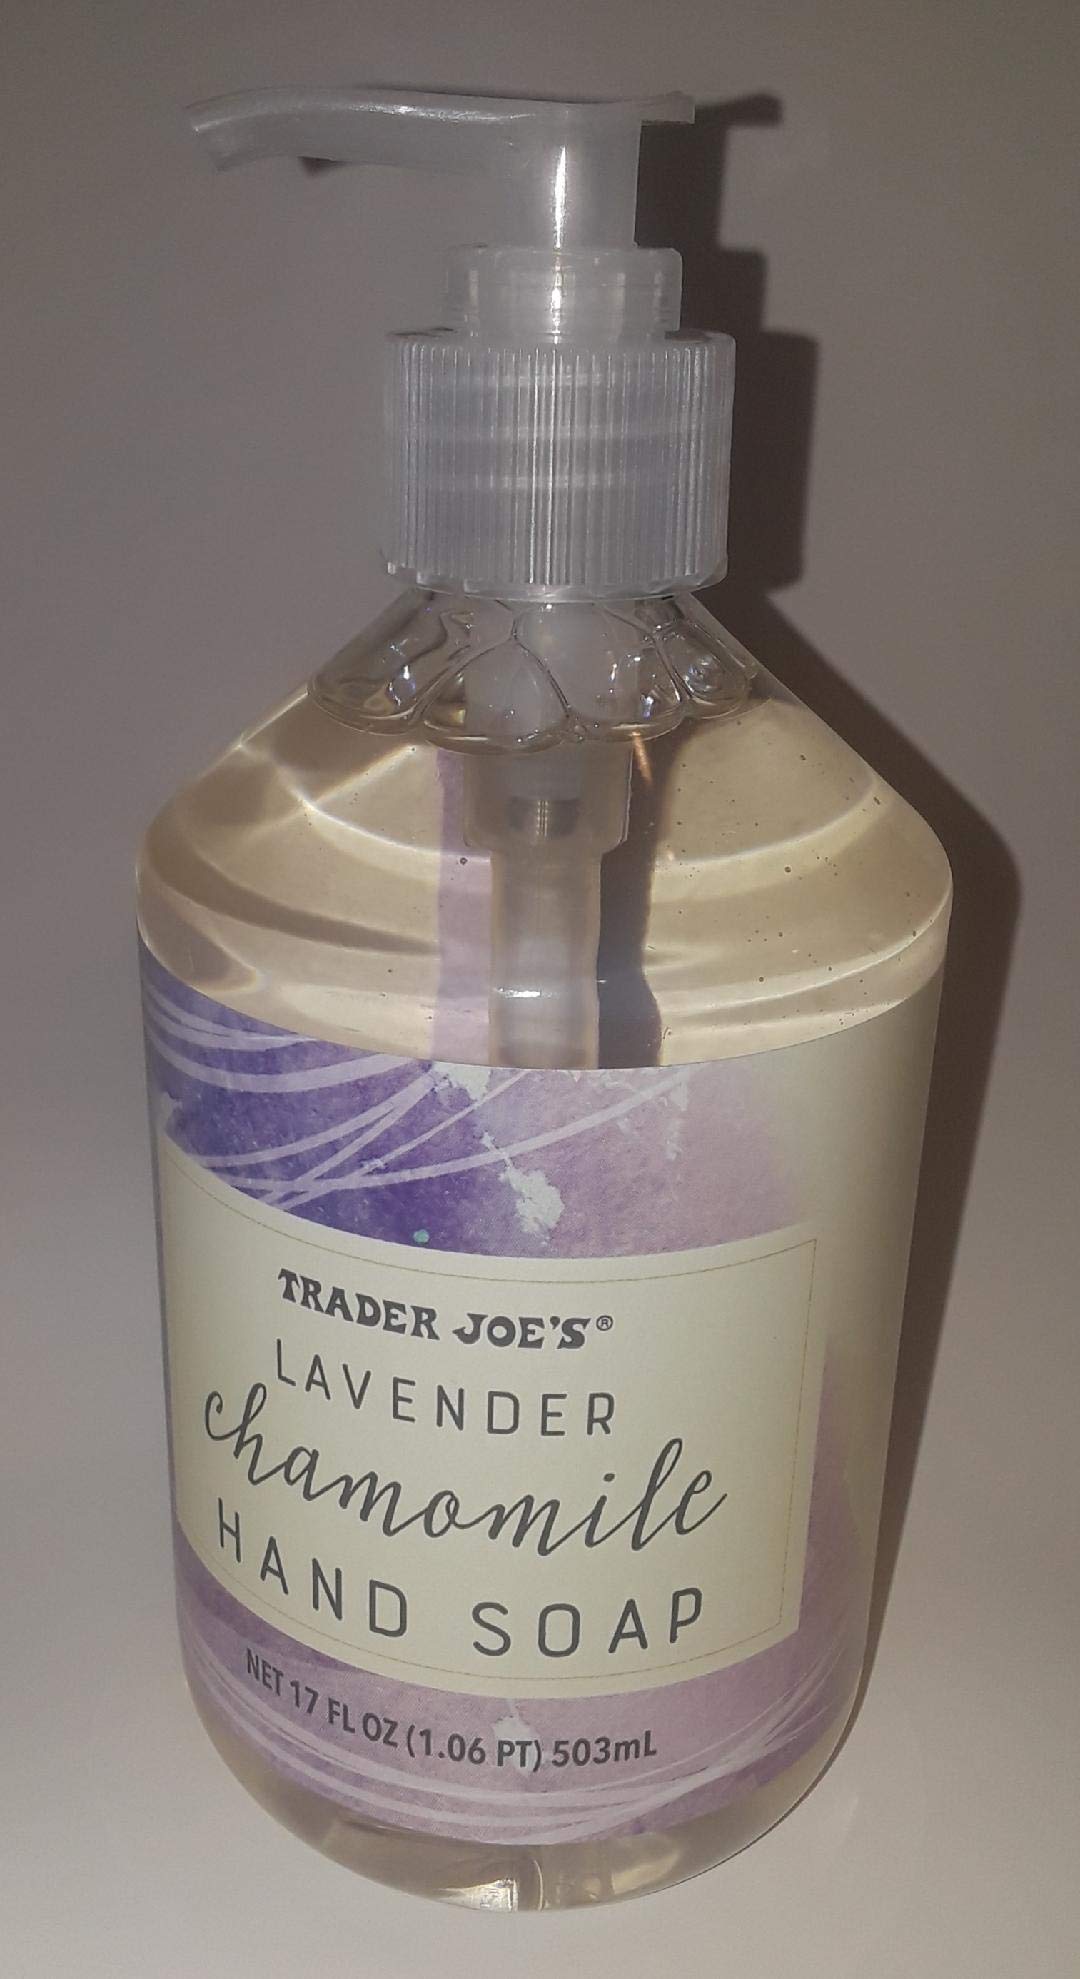 TRADER JOE'S®
LAVENDER
chamomile
HAND SOAP
NET 17 FL OZ (1.06 PT) 503mL